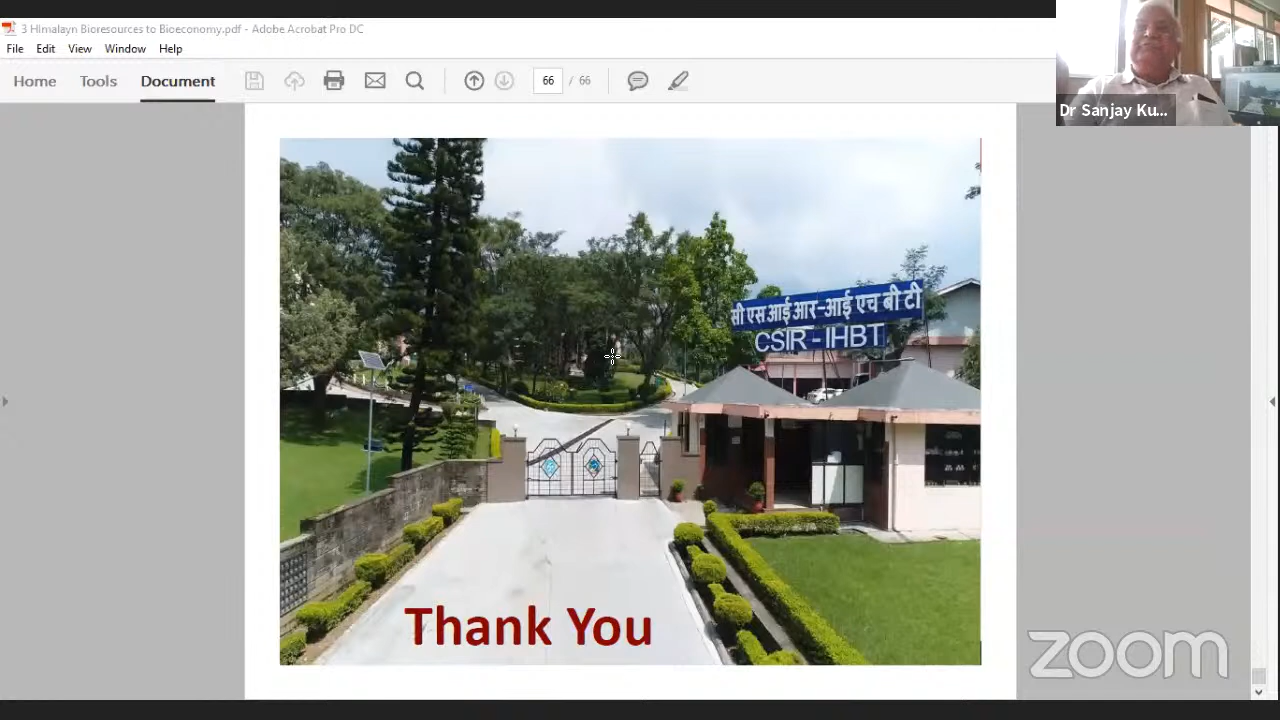 3 HImalayn Bioresources to Bioeconomy.pdf - Adobe Acrobat Pro DC
File Edit View Window Help
Home Tools Document 66 / 66
Dr Sanjay Ku...
सी एस आई आर-आई एच बी टी
CSIR - IHBT
Thank You
zoom